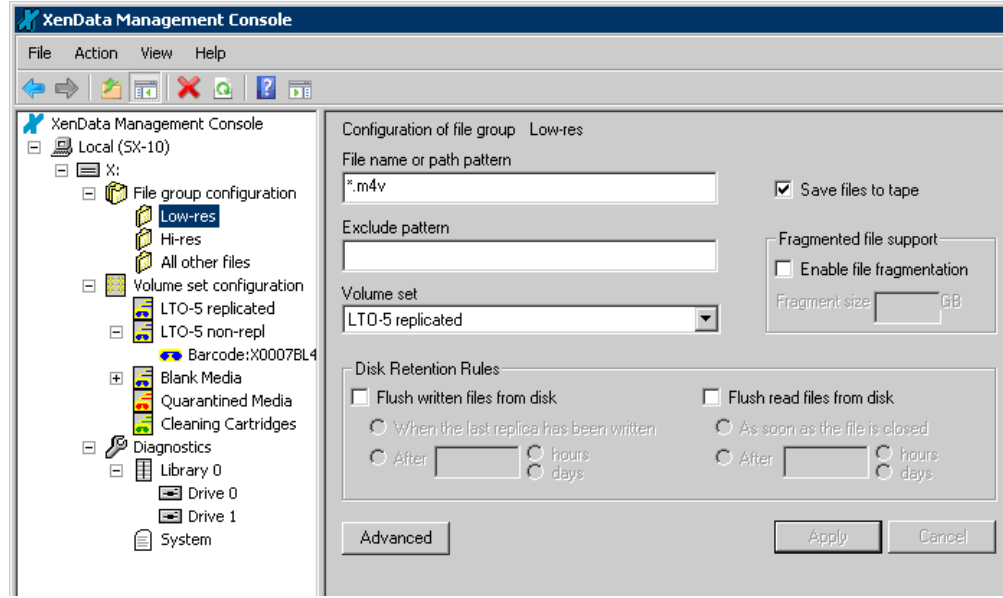 XenData Management Console
File Action View Help
XenData Management Console
Local (SX-10)
X:
File group configuration
Low-res
Hi-res
All other files
Volume set configuration
LTO-5 replicated
LTO-5 non-repl
Barcode:X0007BL4
Blank Media
Quarantined Media
Cleaning Cartridges
Diagnostics
Library 0
Drive 0
Drive 1
System
Configuration of file group Low-res
File name or path pattern
*.m4v
Save files to tape
Exclude pattern
Fragmented file support
Enable file fragmentation
Fragment size GB
Volume set
LTO-5 replicated
Disk Retention Rules
Flush written files from disk
When the last replica has been written
After hours
days
Flush read files from disk
As soon as the file is closed
After hours
days
Advanced
Apply
Cancel